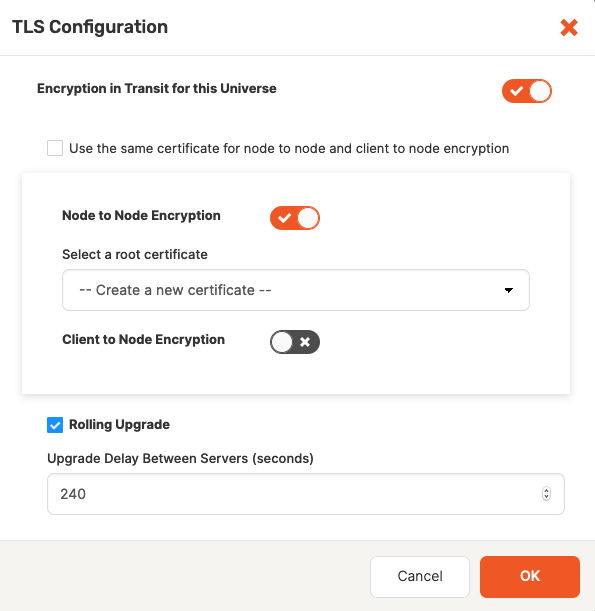 TLS Configuration
Encryption in Transit for this Universe
Use the same certificate for node to node and client to node encryption
Node to Node Encryption
Select a root certificate
-- Create a new certificate --
Client to Node Encryption
Rolling Upgrade
Upgrade Delay Between Servers (seconds)
240
Cancel
OK